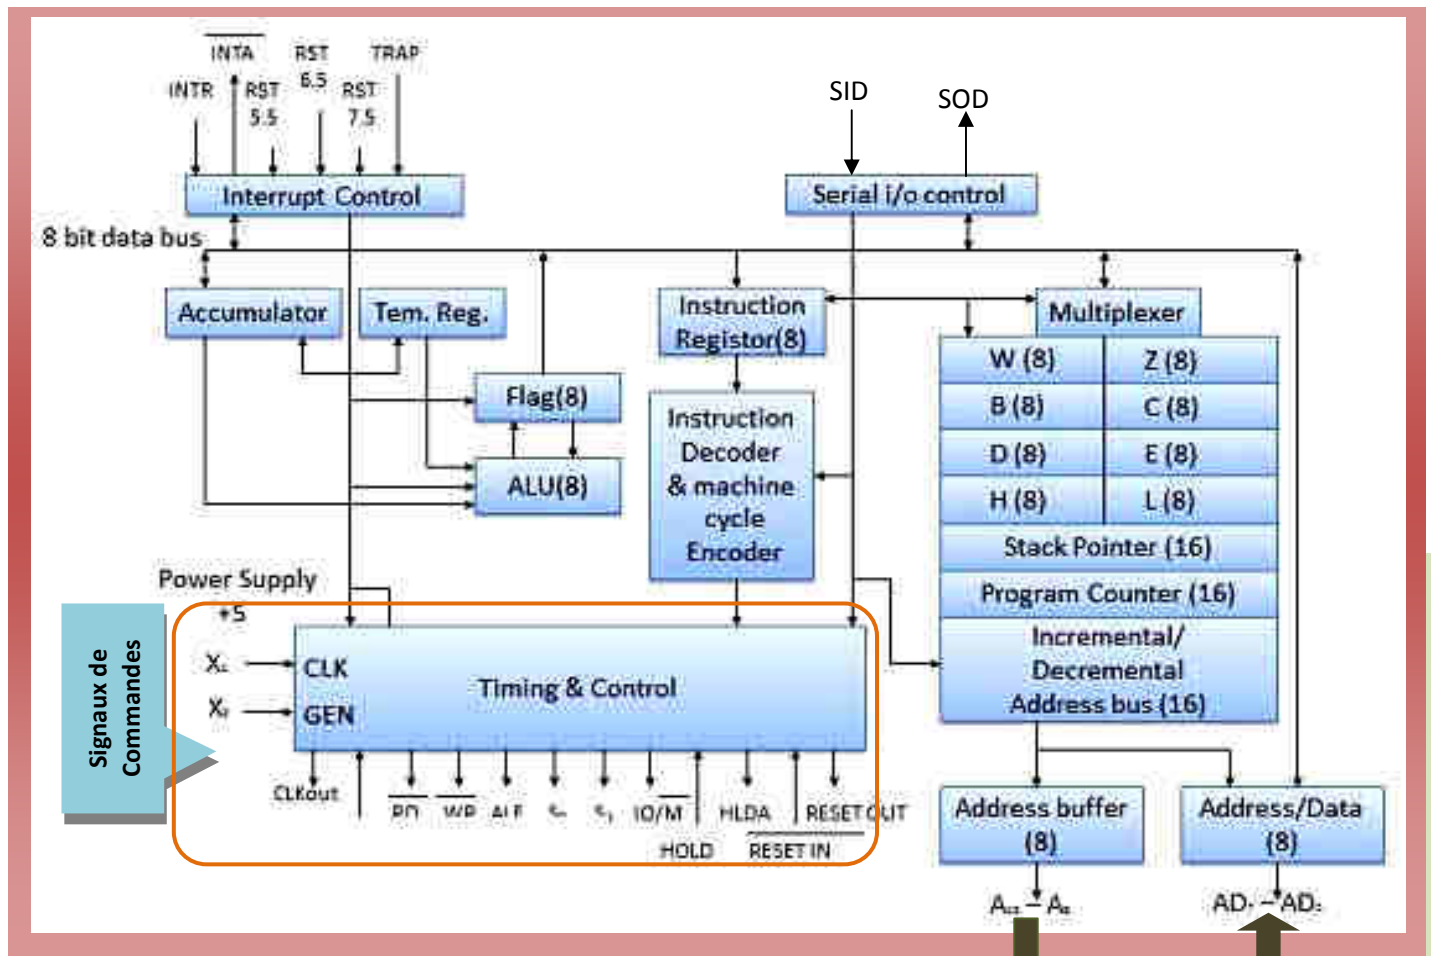 INTA
RST
6.5
TRAP
INTR
RST
5.5
RST
7.5
SID
SOD
Interrupt Control
Serial i/o control
8 bit data bus
Accumulator
Tem. Reg.
Instruction
Registor(8)
Multiplexer
W (8)
Z (8)
Flag(8)
B (8)
C (8)
Instruction
Decoder
& machine
cycle
Encoder
D (8)
E (8)
ALU(8)
H (8)
L (8)
Stack Pointer (16)
Power Supply
+5
Program Counter (16)
Signaux de
Commandes
Incremental/
Decremental
Address bus (16)
CLK
GEN
Timing & Control
CLKout
RD
WR
ALE
S₁
IO/M
HLDA
RESET OUT
HOLD
RESET IN
Address buffer
(8)
Address/Data
(8)